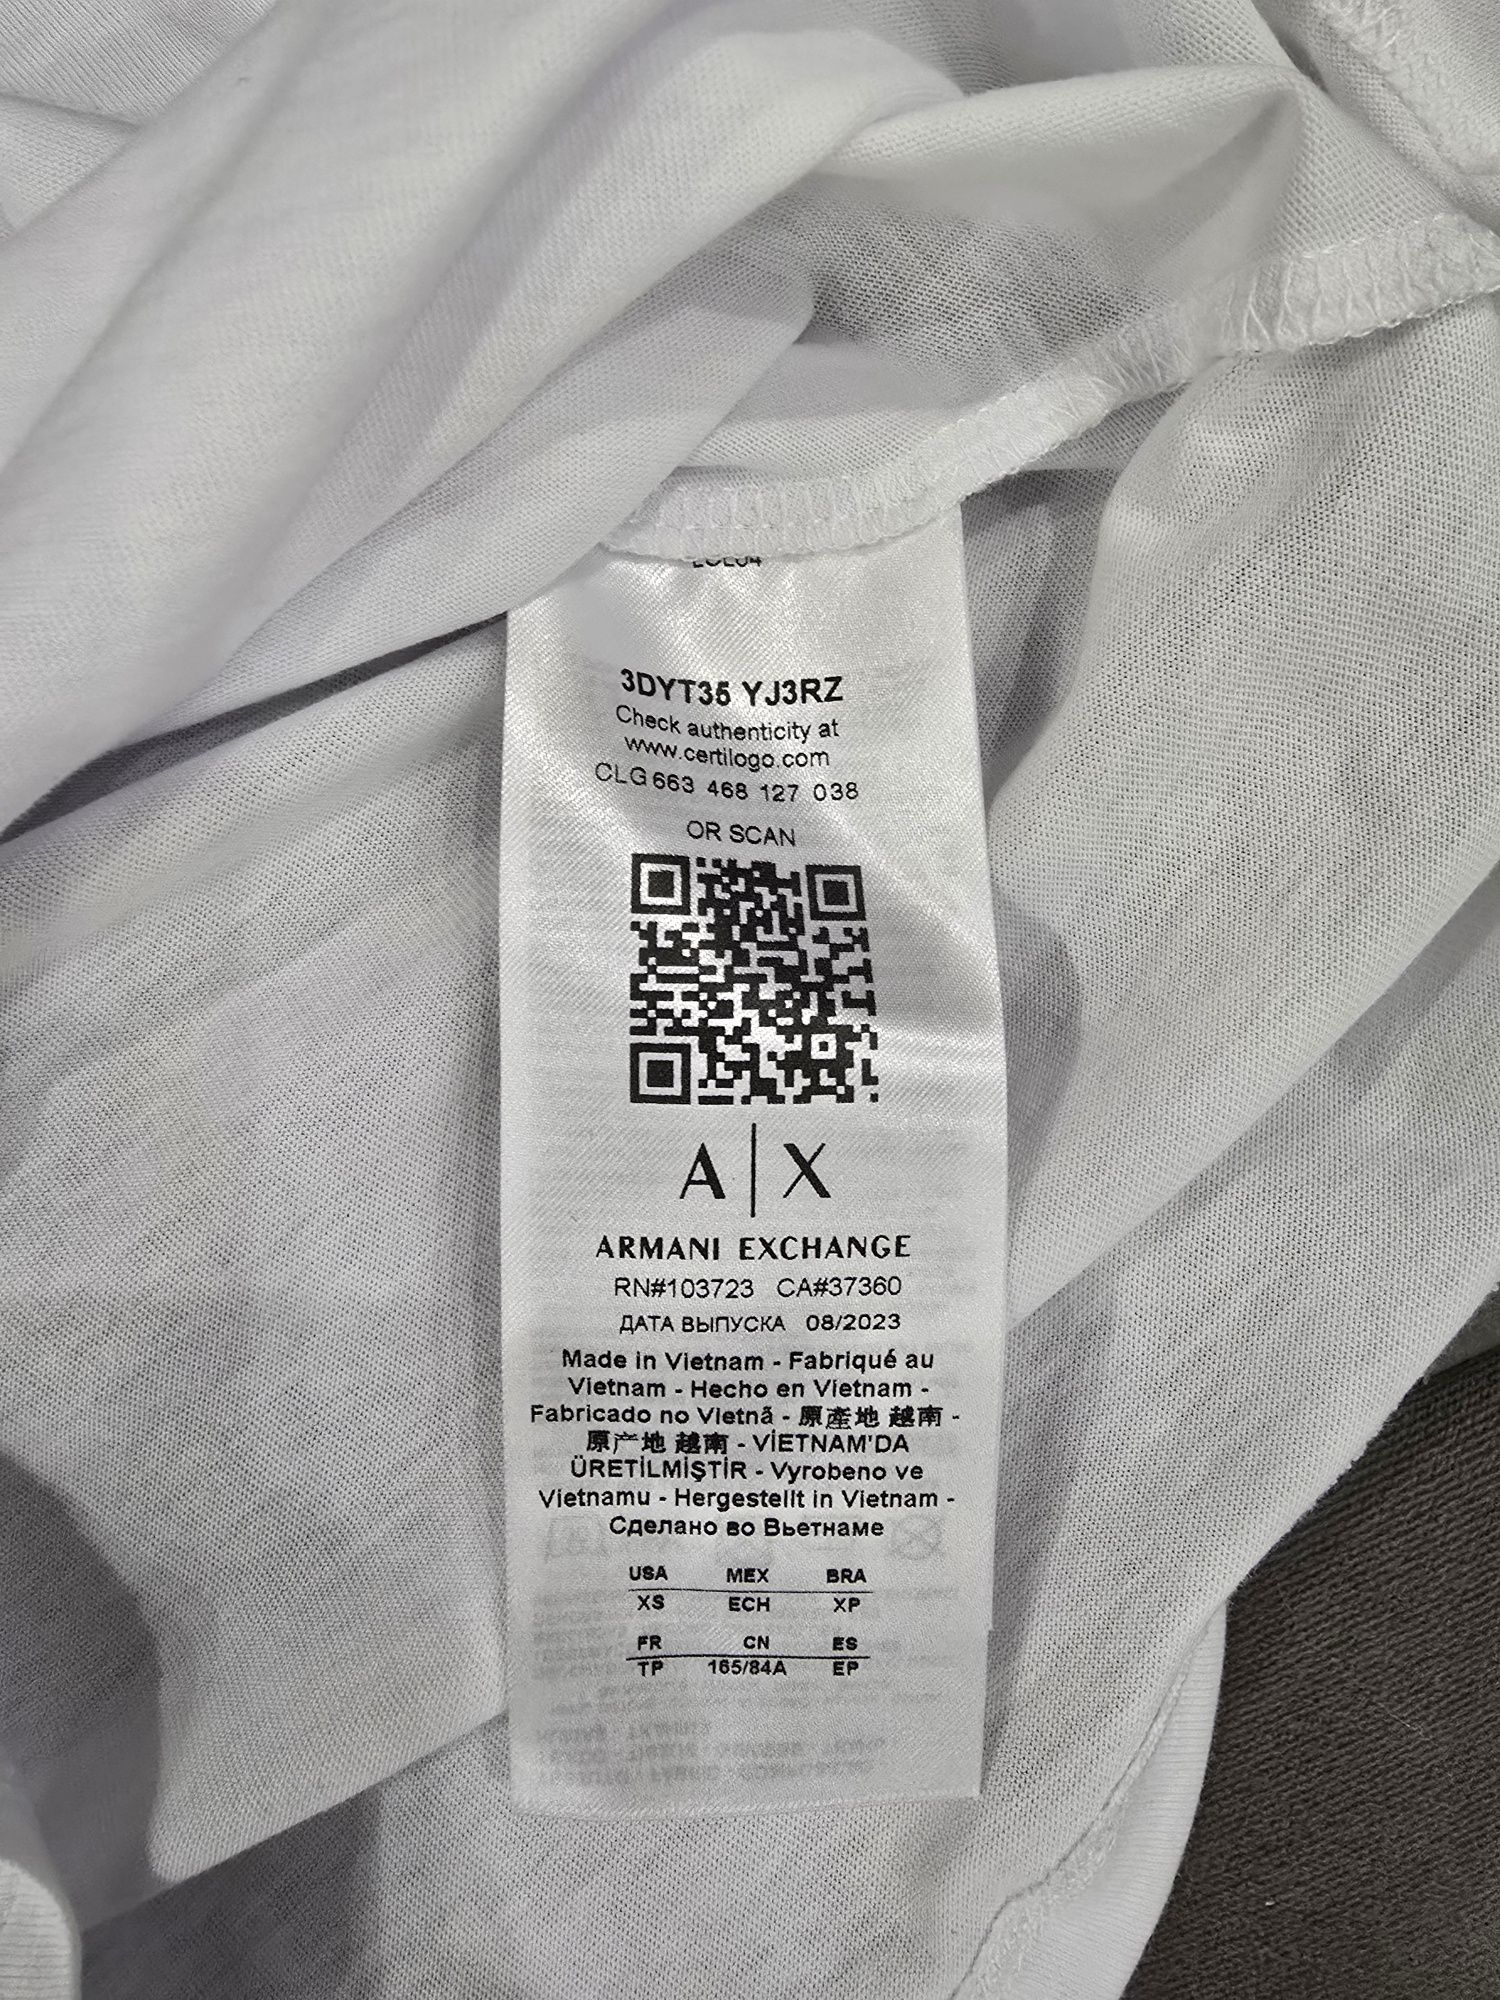 3DYT35 YJ3RZ
Check authenticity at
www.certilogo.com
CLG 663 468 127 038
OR SCAN
A|X
ARMANI EXCHANGE
RN#103723 CA#37360
ДАТА ВЫПУСКА 08/2023
Made in Vietnam - Fabriqué au
Vietnam - Hecho en Vietnam -
Fabricado no Vietnã - 原產地 越南 -
原产地 越南 - VİETNAM'DA
ÜRETİLMİŞTİR - Vyrobeno ve
Vietnamu - Hergestellt in Vietnam -
Сделано во Вьетнаме
USA MEX BRA
XS ECH XP
FR CN ES
TP 165/84A EP